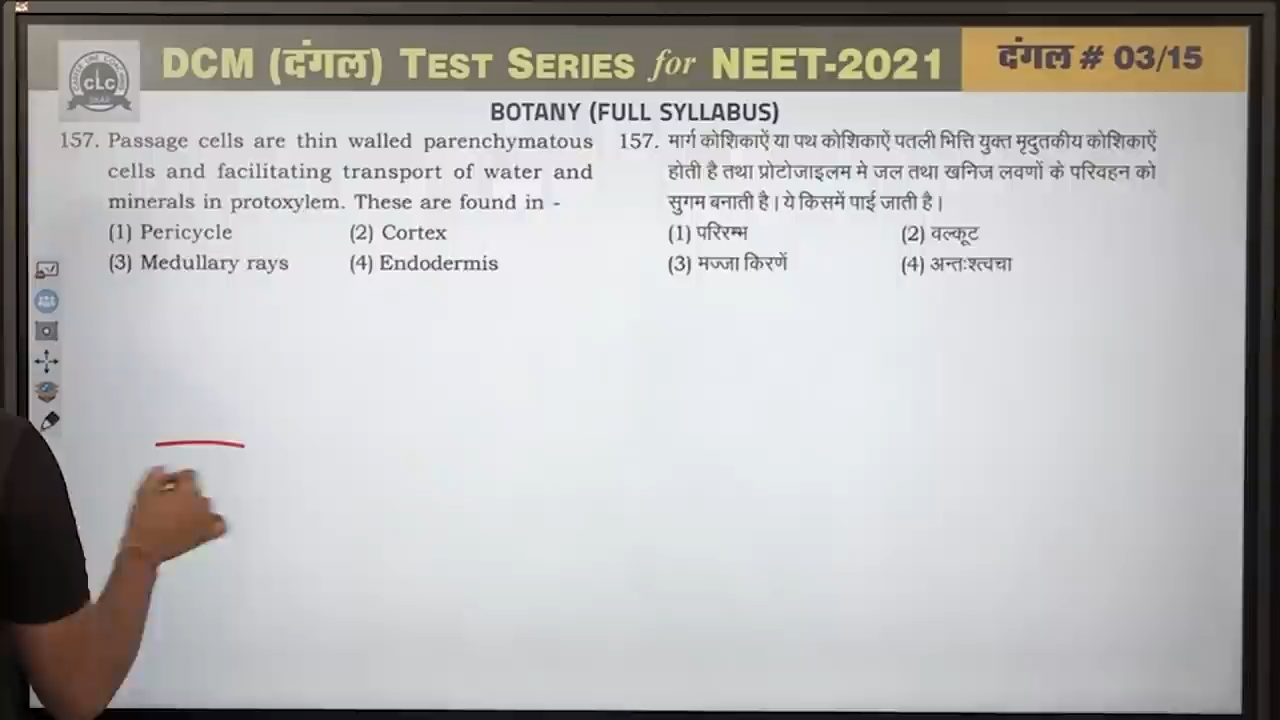 DCM (दंगल) TEST SERIES for NEET-2021
दंगल # 03/15
CLC
BOTANY (FULL SYLLABUS)
157. Passage cells are thin walled parenchymatous
cells and facilitating transport of water and
minerals in protoxylem. These are found in -
(1) Pericycle (2) Cortex
(3) Medullary rays (4) Endodermis
157. मार्ग कोशिकाऐं या पथ कोशिकाऐं पतली भित्ति युक्त मृदुतकीय कोशिकाऐं
होती है तथा प्रोटोजाइलम मे जल तथा खनिज लवणों के परिवहन को
सुगम बनाती है। ये किसमें पाई जाती है।
(1) परिरम्भ (2) वल्कूट
(3) मज्जा किरणें (4) अन्तःश्त्वचा